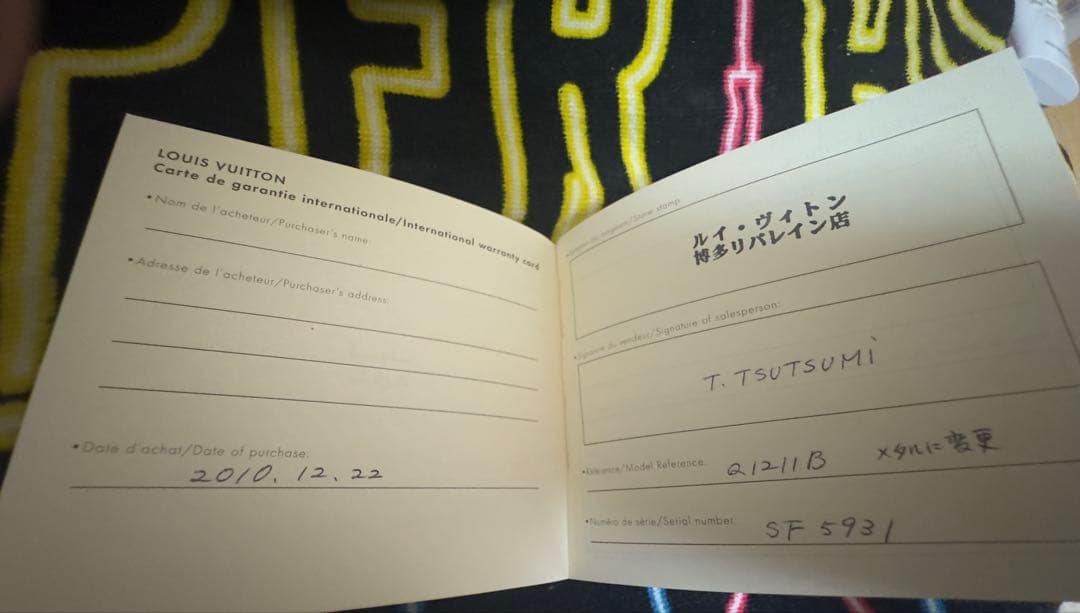 LOUIS VUITTON
Carte de garantie internationale/International warranty card
•Nom de l'acheteur/Purchaser's name:
•Adresse de l'acheteur/Purchaser's address:
•Date d'achat/Date of purchase:
2010.12.22
magasin/Store stamp:
ルイ・ヴィトン
博多リバレイン店
•Signature du vendeur/Signature of salesperson:
T. TSUTSUMi
•Référence/Model Reference: Q1211B メタルに変更
•Numéro de série/Serial number: SF 5931